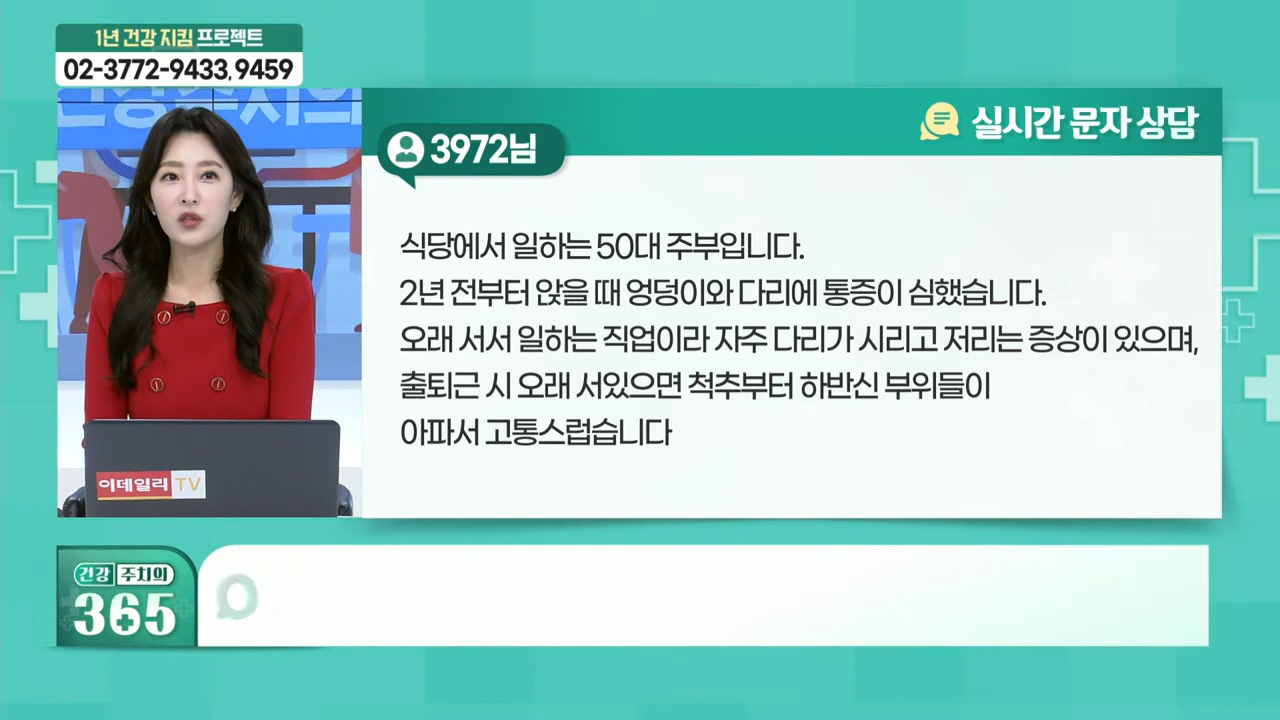 1년 건강 지킴 프로젝트
02-3772-9433, 9459
건강주치의
실시간 문자 상담
3972님
식당에서 일하는 50대 주부입니다.
2년 전부터 앉을 때 엉덩이와 다리에 통증이 심했습니다.
오래 서서 일하는 직업이라 자주 다리가 시리고 저리는 증상이 있으며,
출퇴근 시 오래 서있으면 척추부터 하반신 부위들이
아파서 고통스럽습니다
이데일리 TV
건강 주치의
365